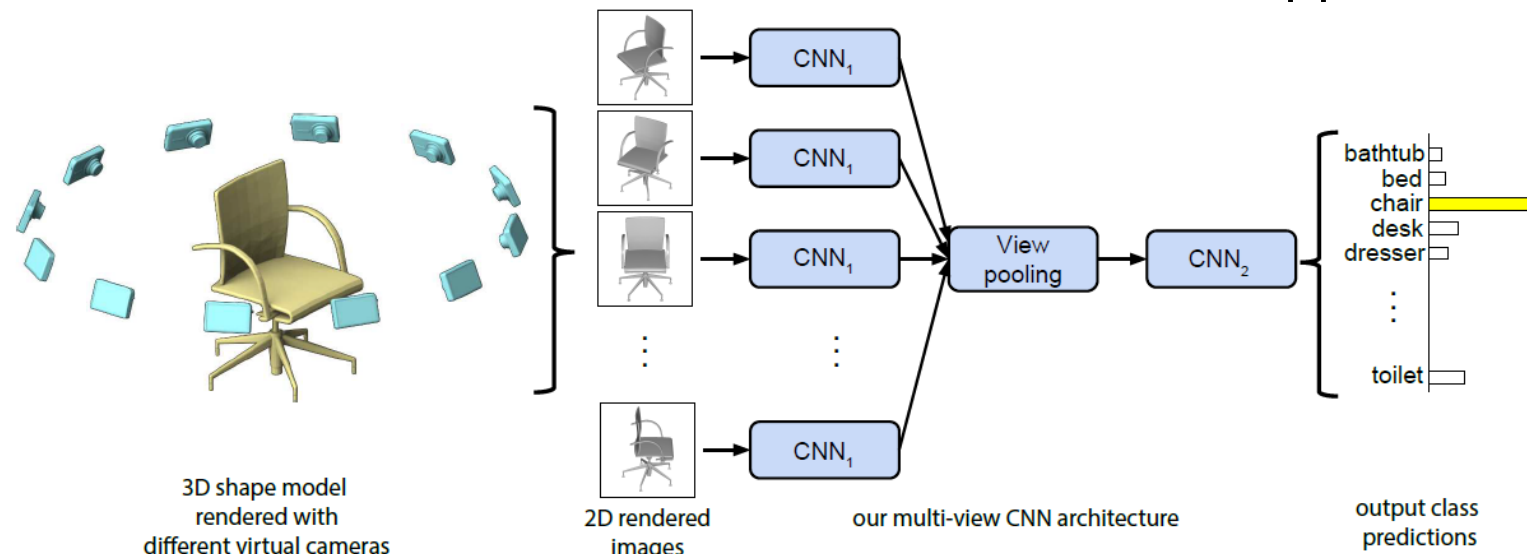 CNN1
CNN1
CNN1
⋮
⋮
CNN1
View
pooling
CNN2
bathtub
bed
chair
desk
dresser
⋮
toilet
3D shape model
rendered with
different virtual cameras
2D rendered
images
our multi-view CNN architecture
output class
predictions